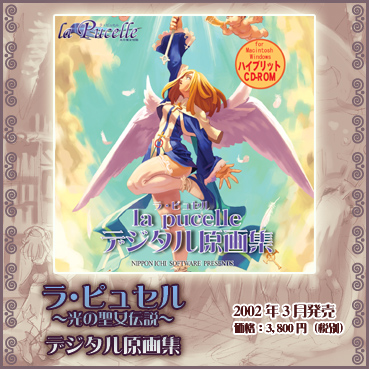 la Pucelle
for
Macintosh
Windows
ハイブリット
CD-ROM
ラ・ピュセル
la pucelle
デジタル原画集
NIPPON ICHI SOFTWARE PRESENTS
ラ・ピュセル
～光の聖女伝説～
デジタル原画集
2002年3月発売
価格：3,800円（税別）